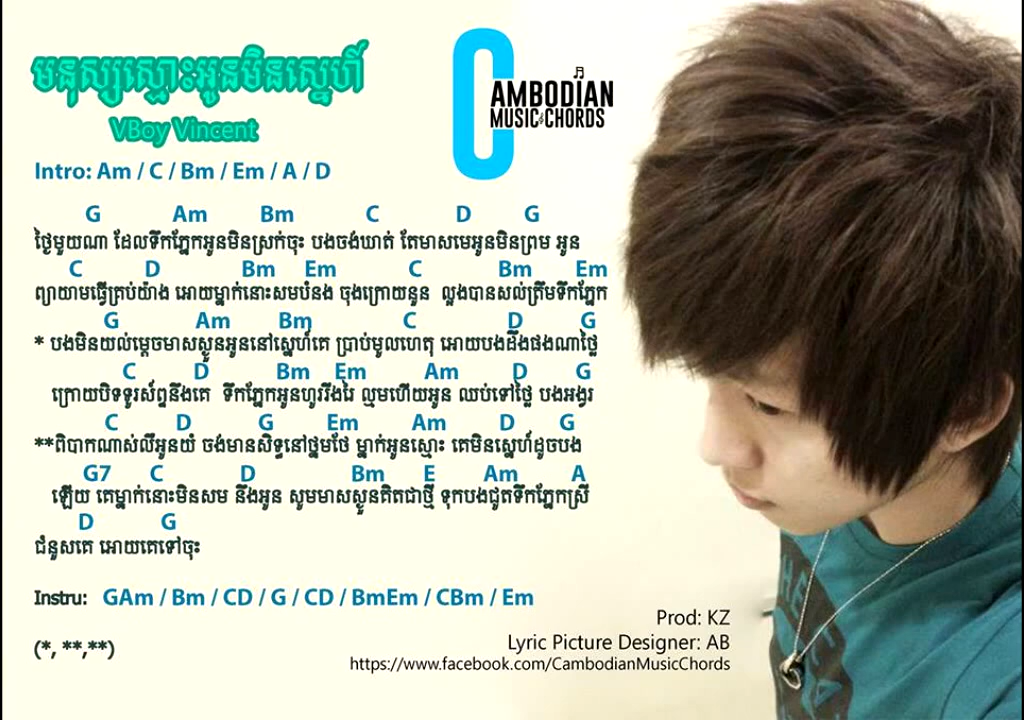 មនុស្សស្មោះអូនមិនស្នេហ៍
VBoy Vincent
CAMBODIAN
MUSIC CHORDS
Intro: Am / C / Bm / Em / A / D
G Am Bm C D G
ថ្ងៃមួយណា ដែលទឹកភ្នែកអូនមិនស្រក់ចុះ បងចង់ឃាត់ តែមាសមេអូនមិនព្រម អូន
C D Bm Em C Bm Em
ព្យាយាមធ្វើគ្រប់យ៉ាង អោយម្នាក់នោះសមបំនង ចុងក្រោយនួន ល្ងង់បានសល់ត្រឹមទឹកភ្នែក
G Am Bm C D G
* បងមិនយល់ម្តេចមាសស្ងួនអូននៅស្នេហ៍គេ ប្រាប់មូលហេតុ អោយបងដឹងផងណាថ្លៃ
C D Bm Em Am D G
ក្រោយបិទទូរស័ព្ទនឹងគេ ទឹកភ្នែកអូនហូររឹងរៃ ល្មមហើយអូន ឈប់ទៅថ្លៃ បងអង្វរ
C D G Em Am D G
**ពិបាកណាស់លឺអូនយំ ចង់មានសិទ្ធនៅថ្នមថែ ម្នាក់អូនស្មោះ គេមិនស្នេហ៍ដូចបង
G7 C D Bm E Am A
ឡើយ គេម្នាក់នោះមិនសម នឹងអូន សូមមាសស្ងួនគិតជាថ្មី ទុកបងជូតទឹកភ្នែកស្រី
D G
ជំនួសគេ អោយគេទៅចុះ
Instru: GAm / Bm / CD / G / CD / BmEm / CBm / Em
(*, **,**)
Prod: KZ
Lyric Picture Designer: AB
https://www.facebook.com/CambodianMusicChords